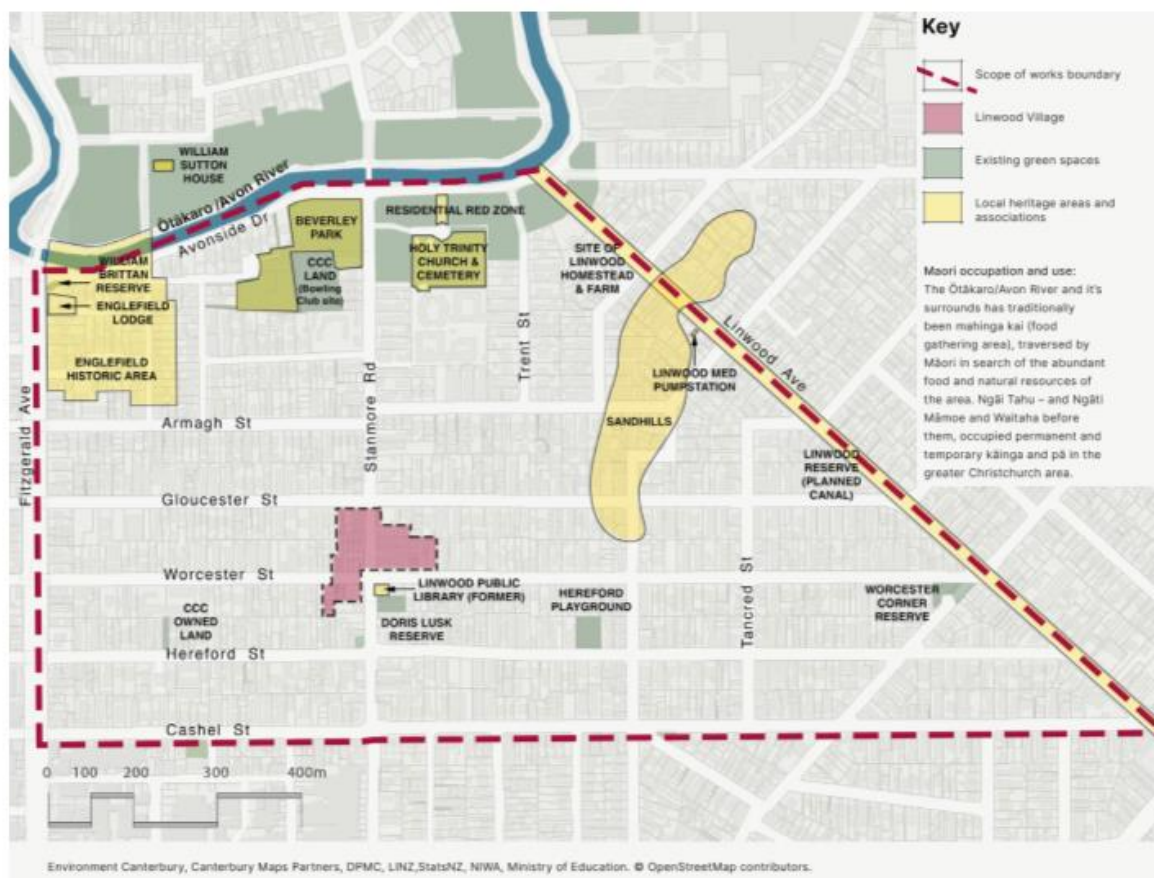 Key
Scope of works boundary
Linwood Village
Existing green spaces
Local heritage areas and
associations
Maori occupation and use:
The Ōtākaro/Avon River and it's
surrounds has traditionally
been mahinga kai (food
gathering area), traversed by
Māori in search of the abundant
food and natural resources of
the area. Ngāi Tahu – and Ngāti
Māmoe and Waitaha before
them, occupied permanent and
temporary kāinga and pā in the
greater Christchurch area.
WILLIAM
SUTTON
HOUSE
Ōtākaro /Avon River
Avonside Dr
BEVERLEY
PARK
RESIDENTIAL RED ZONE
HOLY TRINITY
CHURCH &
CEMETERY
CCC
LAND
(Bowling
Club site)
WILLIAM
BRITTAN
RESERVE
ENGLEFIELD
LODGE
ENGLEFIELD
HISTORIC AREA
SITE OF
LINWOOD
HOMESTEAD
& FARM
Linwood Ave
LINWOOD MED
PUMPSTATION
SANDHILLS
Trent St
Stanmore Rd
Fitzgerald Ave
Armagh St
Gloucester St
LINWOOD
RESERVE
(PLANNED
CANAL)
Worcester St
LINWOOD PUBLIC
LIBRARY (FORMER)
DORIS LUSK
RESERVE
HEREFORD
PLAYGROUND
Tancred St
WORCESTER
CORNER
RESERVE
CCC
OWNED
LAND
Hereford St
Cashel St
0 100 200 300 400m
Environment Canterbury, Canterbury Maps Partners, DPMC, LINZ,StatsNZ, NIWA, Ministry of Education. © OpenStreetMap contributors.